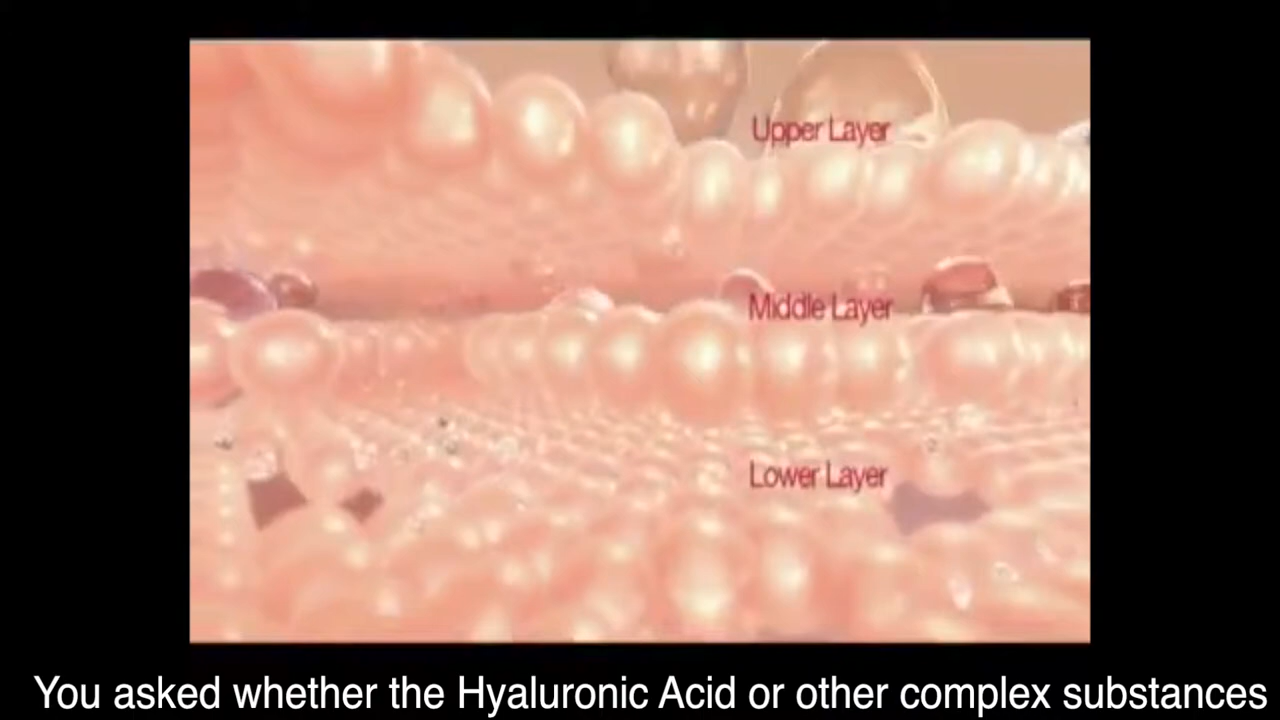 Upper Layer
Middle Layer
Lower Layer
You asked whether the Hyaluronic Acid or other complex substances